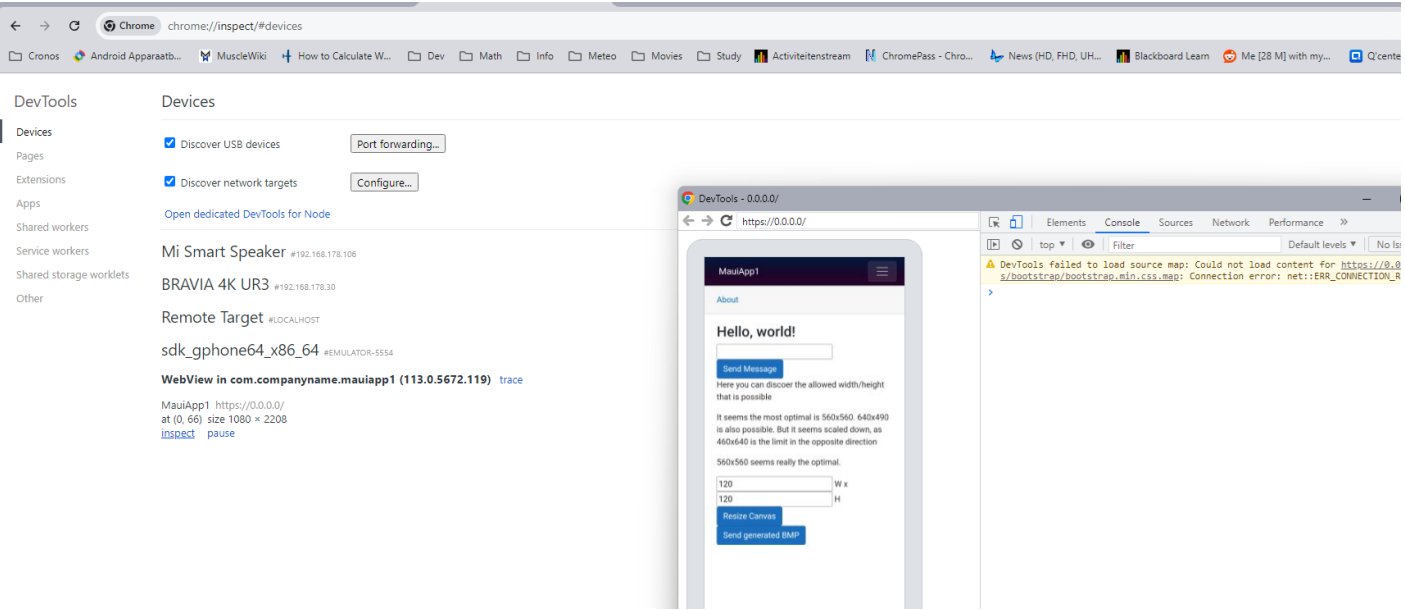 Chrome chrome://inspect/#devices
Cronos Android Apparaatb... MuscleWiki How to Calculate W... Dev Math Info Meteo Movies Study Activiteitenstream ChromePass - Chro... News (HD, FHD, UH... Blackboard Learn Me [28 M] with my... Q'cente
DevTools
Devices
Pages
Extensions
Apps
Shared workers
Service workers
Shared storage worklets
Other
Devices
Discover USB devices Port forwarding...
Discover network targets Configure...
Open dedicated DevTools for Node
Mi Smart Speaker #192.168.178.106
BRAVIA 4K UR3 #192.168.178.30
Remote Target #LOCALHOST
sdk_gphone64_x86_64 #EMULATOR-5554
WebView in com.companyname.mauiapp1 (113.0.5672.119) trace
MauiApp1 https://0.0.0.0/
at (0, 66) size 1080 × 2208
inspect pause
DevTools - 0.0.0.0/
https://0.0.0.0/
MauiApp1
About
Hello, world!
Send Message
Here you can discoer the allowed width/height
that is possible
It seems the most optimal is 560x560. 640x490
is also possible. But it seems scaled down, as
460x640 is the limit in the opposite direction
560x560 seems really the optimal.
120 W x
120 H
Resize Canvas
Send generated BMP
Elements Console Sources Network Performance »
top ▼ Filter Default levels ▼ No Iss
DevTools failed to load source map: Could not load content for https://0.0
s/bootstrap/bootstrap.min.css.map: Connection error: net::ERR_CONNECTION_R
>